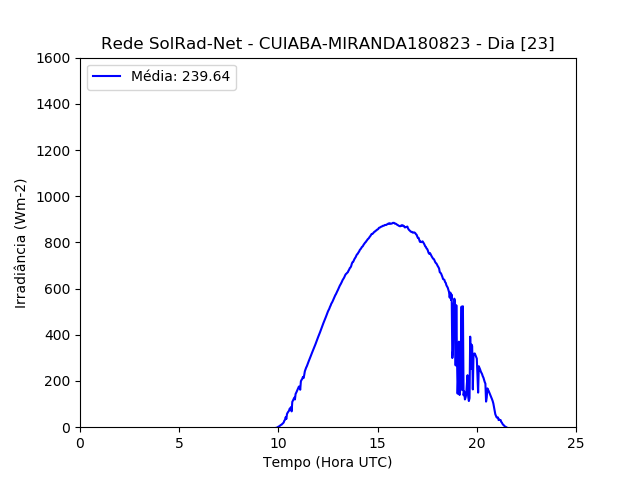 Rede SolRad-Net - CUIABA-MIRANDA180823 - Dia [23]
Média: 239.64
1600
1400
1200
1000
800
600
400
200
0
Irradiância (Wm-2)
0 5 10 15 20 25
Tempo (Hora UTC)